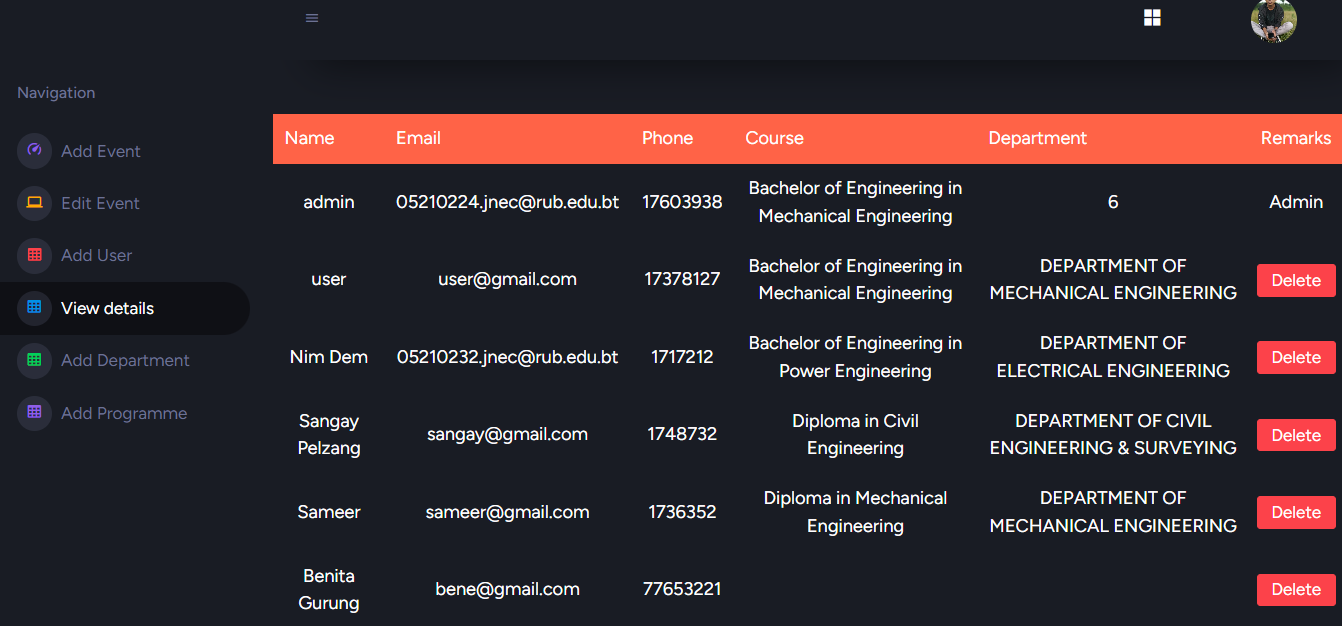 Navigation
Add Event
Edit Event
Add User
View details
Add Department
Add Programme
Name Email Phone Course Department Remarks
admin 05210224.jnec@rub.edu.bt 17603938 Bachelor of Engineering in Mechanical Engineering 6 Admin
user user@gmail.com 17378127 Bachelor of Engineering in Mechanical Engineering DEPARTMENT OF MECHANICAL ENGINEERING Delete
Nim Dem 05210232.jnec@rub.edu.bt 1717212 Bachelor of Engineering in Power Engineering DEPARTMENT OF ELECTRICAL ENGINEERING Delete
Sangay Pelzang sangay@gmail.com 1748732 Diploma in Civil Engineering DEPARTMENT OF CIVIL ENGINEERING & SURVEYING Delete
Sameer sameer@gmail.com 1736352 Diploma in Mechanical Engineering DEPARTMENT OF MECHANICAL ENGINEERING Delete
Benita Gurung bene@gmail.com 77653221 Delete